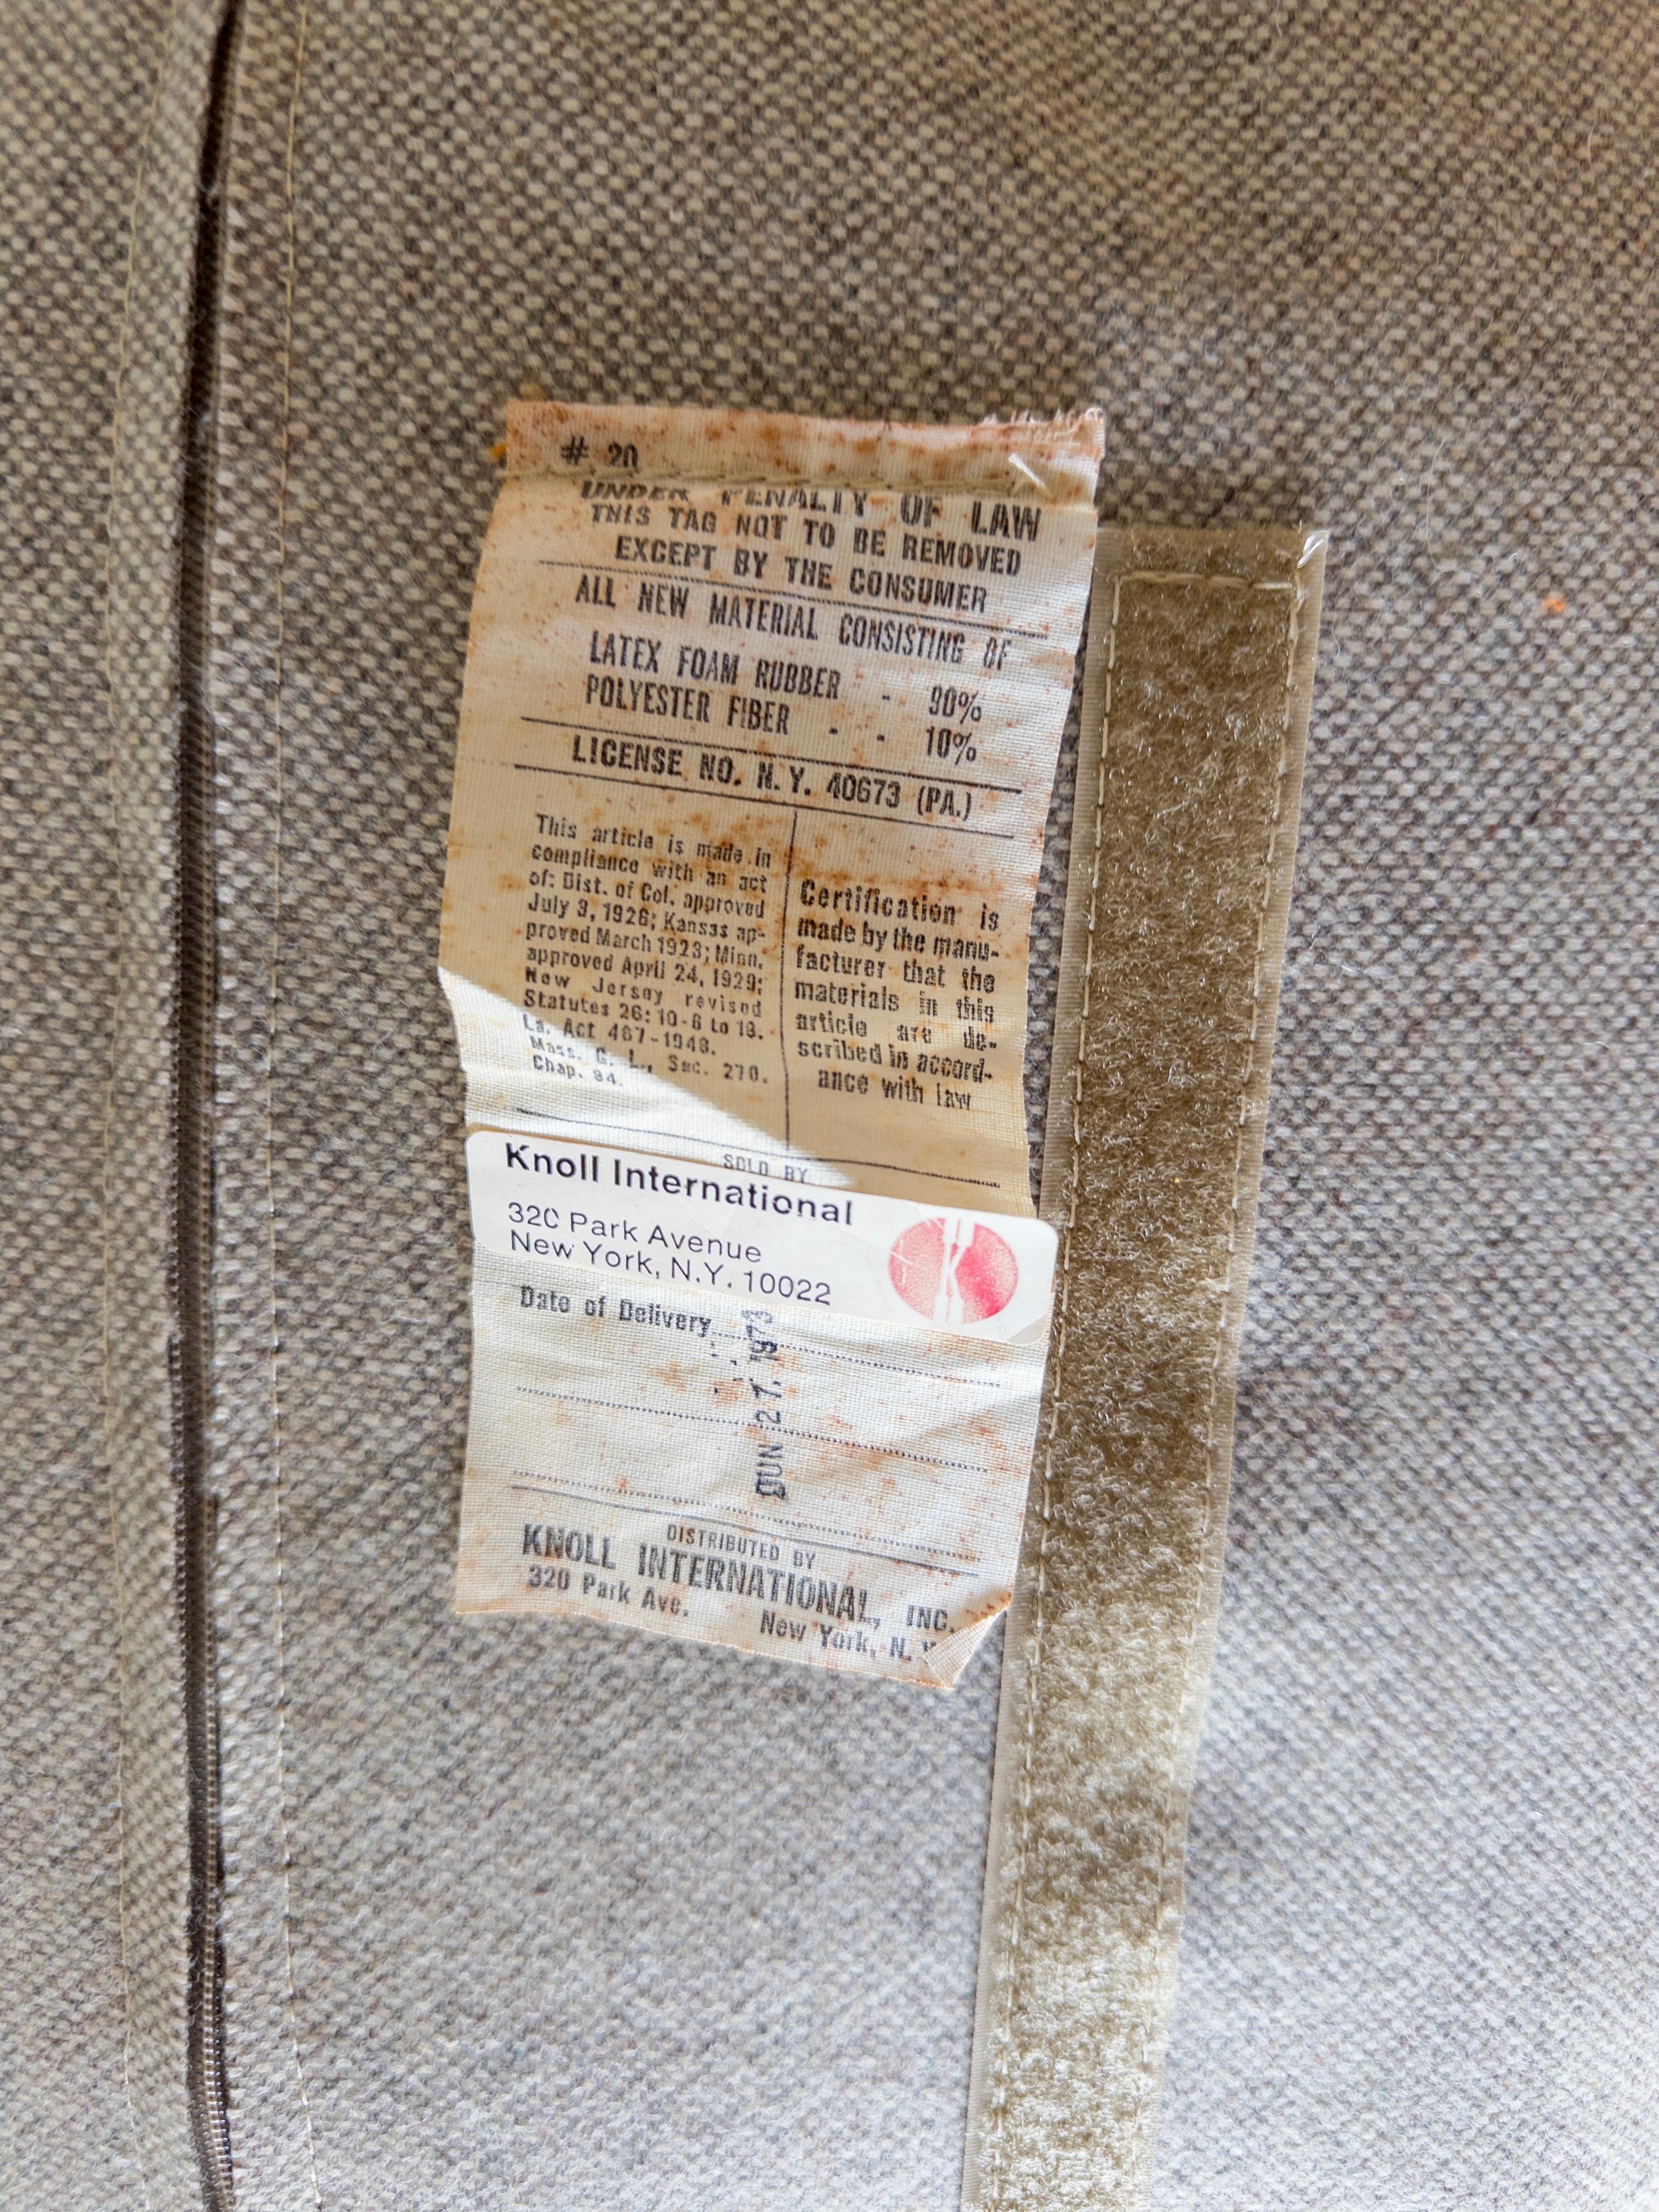 # 20
UNDER PENALTY OF LAW
THIS TAG NOT TO BE REMOVED
EXCEPT BY THE CONSUMER
ALL NEW MATERIAL CONSISTING OF
LATEX FOAM RUBBER - 90%
POLYESTER FIBER - - 10%
LICENSE NO. N.Y. 40673 (PA.)
This article is made in
compliance with an act
of: Dist. of Col. approved
July 3, 1926; Kansas ap-
proved March 1923; Minn.
approved April 24, 1929;
New Jersey revised
Statutes 26:10-6 to 18.
La. Act 467-1948.
Mass. G. L., Sec. 270.
Chap. 94.
Certification is
made by the manu-
facturer that the
materials in this
article are de-
scribed in accord-
ance with law
SOLD BY
Knoll International
320 Park Avenue
New York, N.Y. 10022
Date of Delivery
JUN 27. 1973
DISTRIBUTED BY
KNOLL INTERNATIONAL, INC.
320 Park Ave. New York, N. Y.